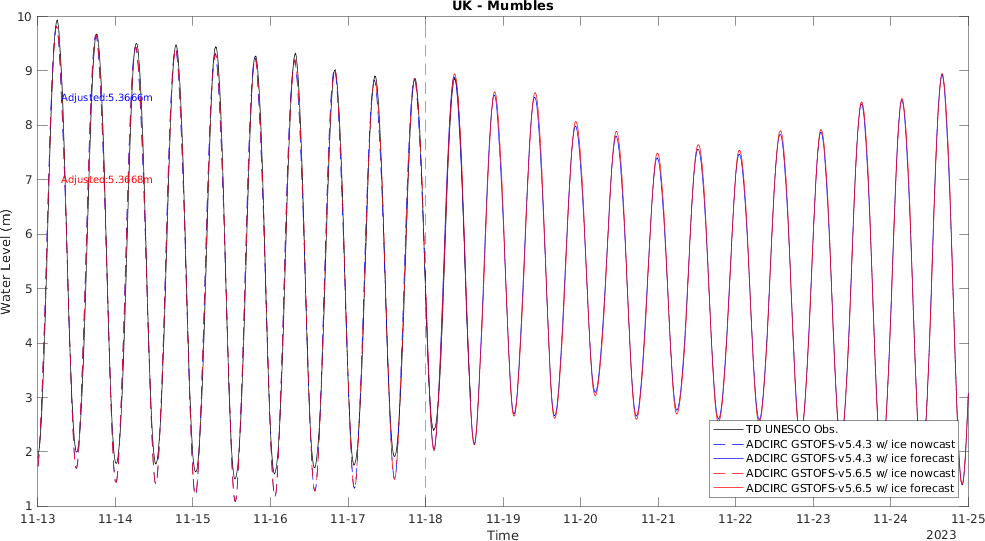 UK - Mumbles
10
9
8
7
6
5
4
3
2
1
Water Level (m)
Adjusted:5.3666m
Adjusted:5.3668m
TD UNESCO Obs.
ADCIRC GSTOFS-v5.4.3 w/ ice nowcast
ADCIRC GSTOFS-v5.4.3 w/ ice forecast
ADCIRC GSTOFS-v5.6.5 w/ ice nowcast
ADCIRC GSTOFS-v5.6.5 w/ ice forecast
11-13 11-14 11-15 11-16 11-17 11-18 11-19 11-20 11-21 11-22 11-23 11-24 11-25
Time
2023